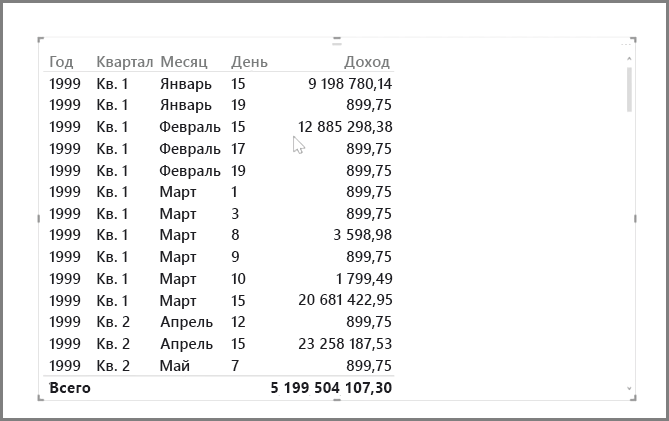 Год Квартал Месяц День Доход
1999 Кв. 1 Январь 15 9 198 780,14
1999 Кв. 1 Январь 19 899,75
1999 Кв. 1 Февраль 15 12 885 298,38
1999 Кв. 1 Февраль 17 899,75
1999 Кв. 1 Февраль 19 899,75
1999 Кв. 1 Март 1 899,75
1999 Кв. 1 Март 3 899,75
1999 Кв. 1 Март 8 3 598,98
1999 Кв. 1 Март 9 899,75
1999 Кв. 1 Март 10 1 799,49
1999 Кв. 1 Март 15 20 681 422,95
1999 Кв. 2 Апрель 12 899,75
1999 Кв. 2 Апрель 15 23 258 187,53
1999 Кв. 2 Май 7 899,75
Всего 5 199 504 107,30